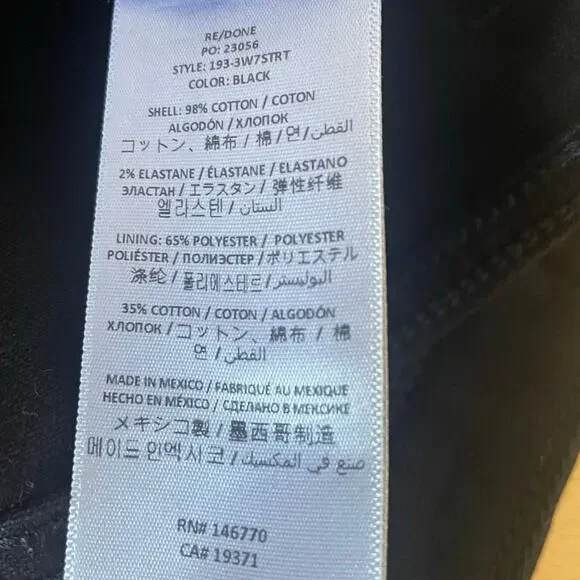 RE/DONE
PO: 23056
STYLE: 193-3W7STRT
COLOR: BLACK
SHELL: 98% COTTON / COTON
ALGODÓN / ХЛОПОК
コットン、綿布 / 棉 /면/القطن
2% ELASTANE / ÉLASTANE / ELASTANO
ЭЛАСТАН / エラスタン / 弹性纤维
엘라스텐 / الستان
LINING: 65% POLYESTER / POLYESTER
POLIÉSTER / ПОЛИЭСТЕР / ポリエステル
涤纶 / 폴리에스테르/البوليستر
35% COTTON / COTON / ALGODÓN
ХЛОПОК / コットン、綿布 / 棉
면 / القطن
MADE IN MEXICO / FABRIQUÉ AU MEXIQUE
HECHO EN MÉXICO / СДЕЛАНО В МЕКСИКЕ
メキシコ製 / 墨西哥制造
메이드 인멕시코 / صنع في المكسيك
RN# 146770
CA# 19371